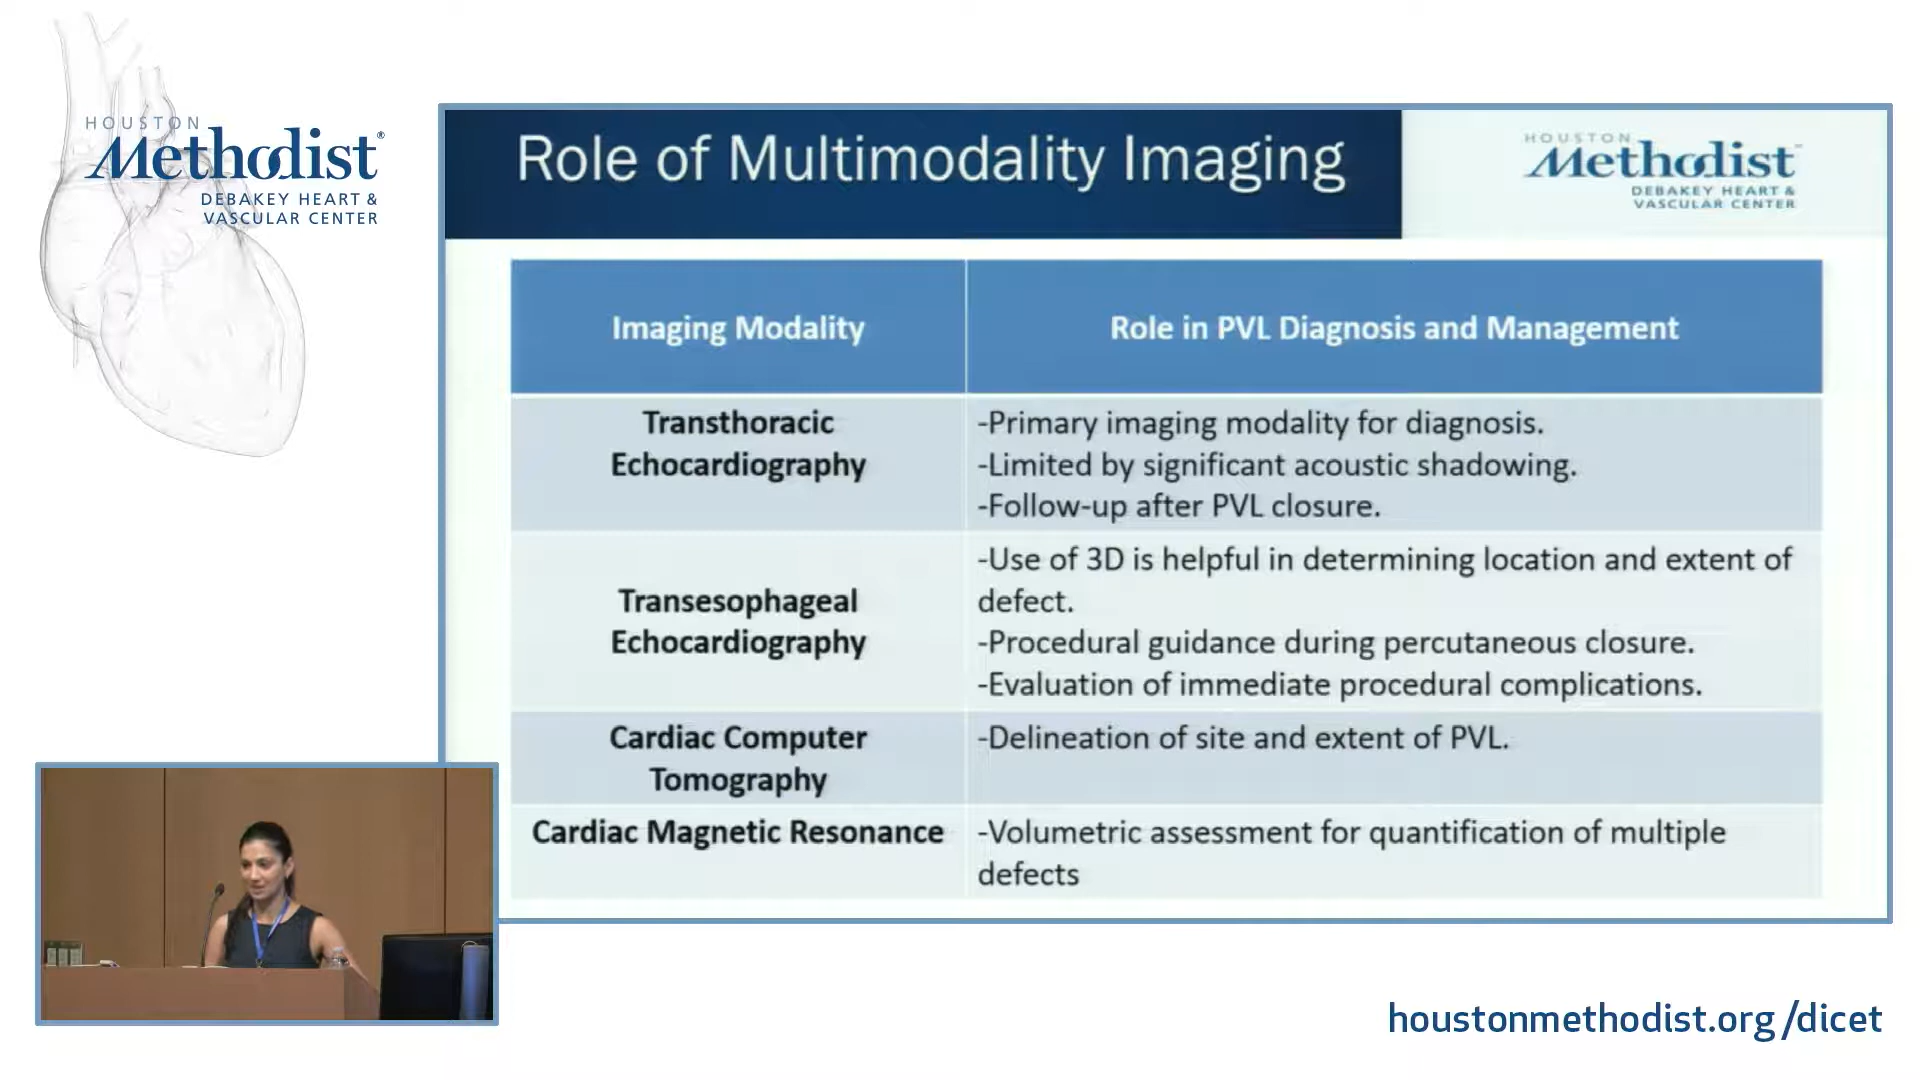 HOUSTON
Methodist®
DEBAKEY HEART &
VASCULAR CENTER
Role of Multimodality Imaging
HOUSTON
Methodist
DEBAKEY HEART &
VASCULAR CENTER
Imaging Modality
Role in PVL Diagnosis and Management
Transthoracic
Echocardiography
-Primary imaging modality for diagnosis.
-Limited by significant acoustic shadowing.
-Follow-up after PVL closure.
Transesophageal
Echocardiography
-Use of 3D is helpful in determining location and extent of
defect.
-Procedural guidance during percutaneous closure.
-Evaluation of immediate procedural complications.
Cardiac Computer
Tomography
-Delineation of site and extent of PVL.
Cardiac Magnetic Resonance
-Volumetric assessment for quantification of multiple
defects
houstonmethodist.org/dicet